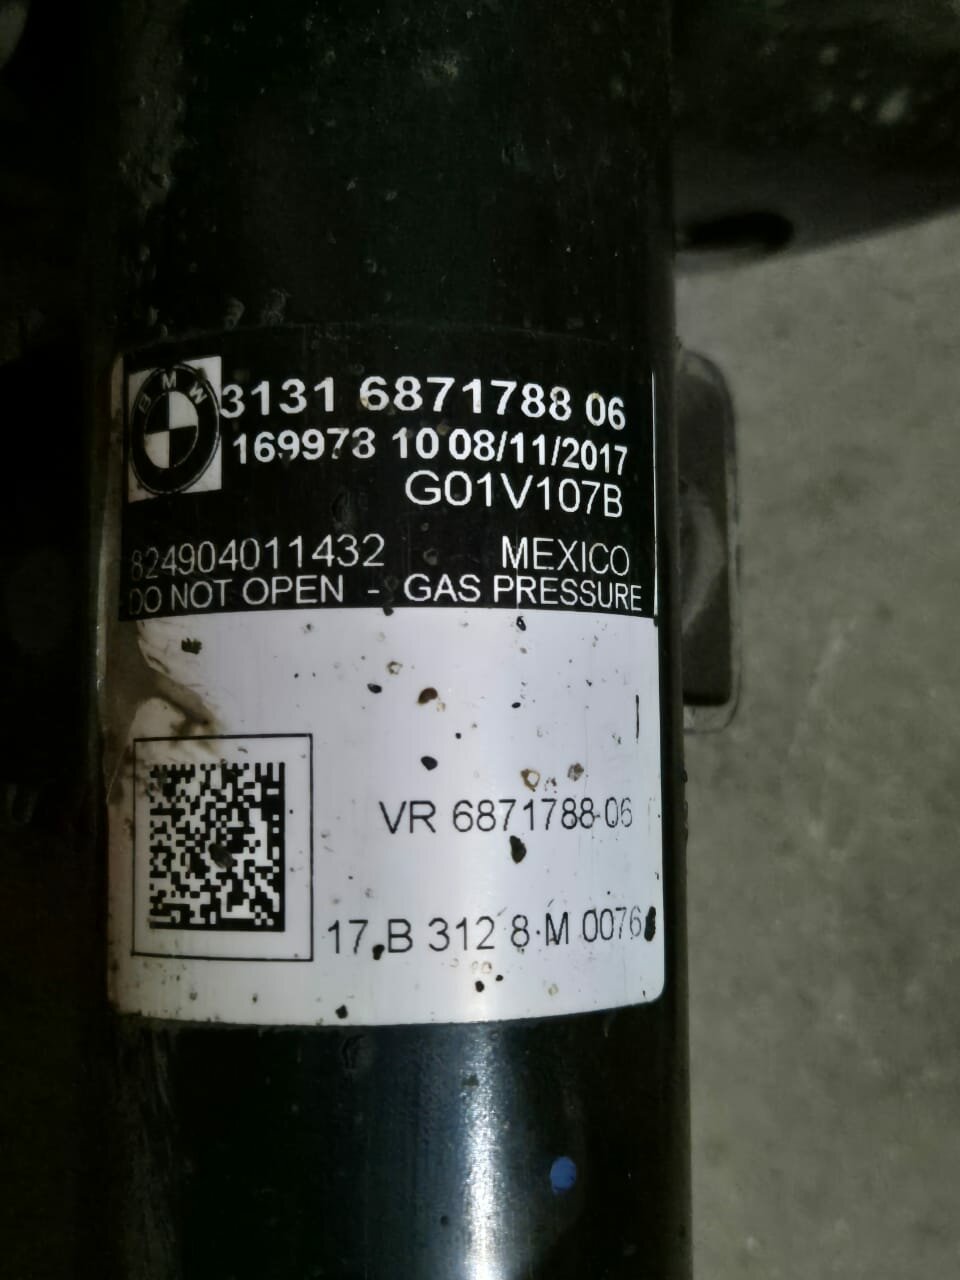 BMW
3131 6871788 06
169973 10 08/11/2017
G01V107B
824904011432 MEXICO
DO NOT OPEN - GAS PRESSURE
VR 6871788-06
17.B 312 8.M 0076